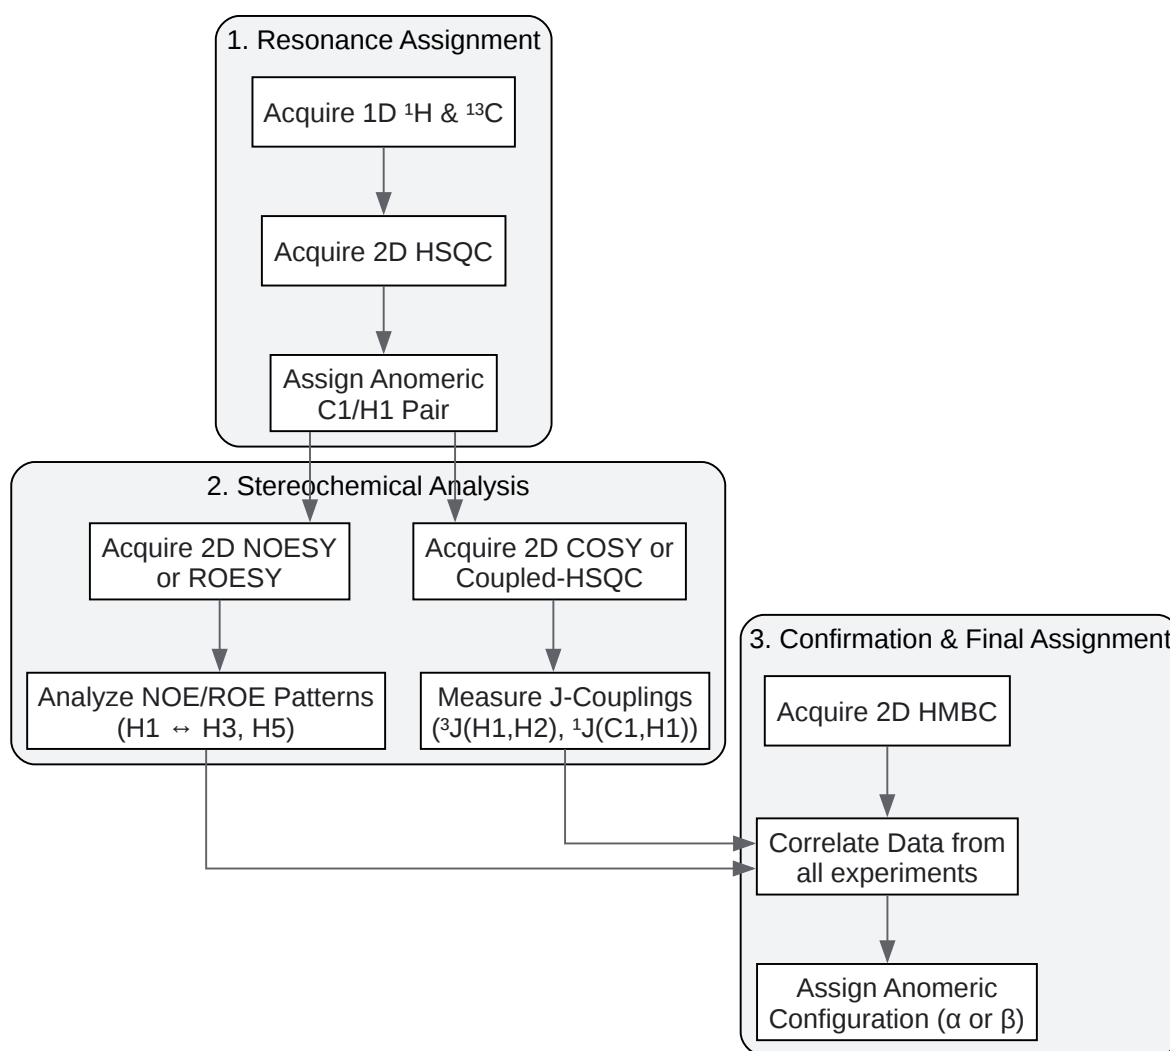 1. Resonance Assignment
Acquire 1D ¹H & ¹³C
Acquire 2D HSQC
Assign Anomeric
C1/H1 Pair
2. Stereochemical Analysis
Acquire 2D NOESY
or ROESY
Acquire 2D COSY or
Coupled-HSQC
Analyze NOE/ROE Patterns
(H1 ↔ H3, H5)
Measure J-Couplings
(³J(H1,H2), ¹J(C1,H1))
3. Confirmation & Final Assignment
Acquire 2D HMBC
Correlate Data from
all experiments
Assign Anomeric
Configuration (α or β)